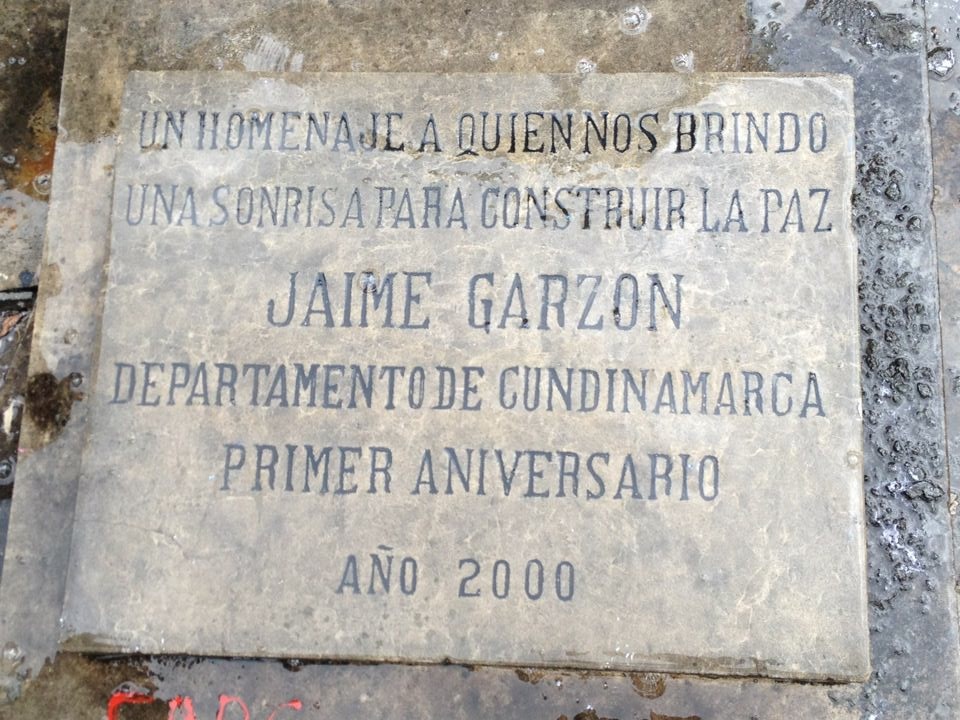 UN HOMENAJE A QUIEN NOS BRINDO
UNA SONRISA PARA CONSTRUIR LA PAZ
JAIME GARZON
DEPARTAMENTO DE CUNDINAMARCA
PRIMER ANIVERSARIO
AÑO 2000